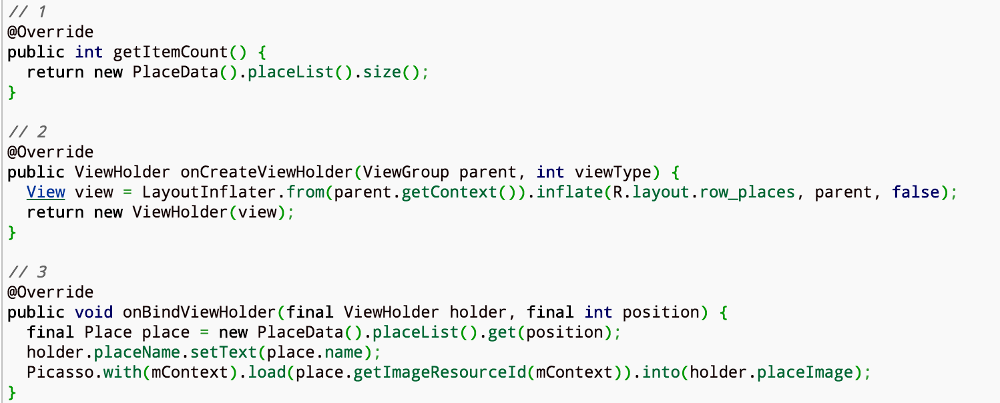 // 1
@Override
public int getItemCount() {
  return new PlaceData().placeList().size();
}

// 2
@Override
public ViewHolder onCreateViewHolder(ViewGroup parent, int viewType) {
  View view = LayoutInflater.from(parent.getContext()).inflate(R.layout.row_places, parent, false);
  return new ViewHolder(view);
}

// 3
@Override
public void onBindViewHolder(final ViewHolder holder, final int position) {
  final Place place = new PlaceData().placeList().get(position);
  holder.placeName.setText(place.name);
  Picasso.with(mContext).load(place.getImageResourceId(mContext)).into(holder.placeImage);
}